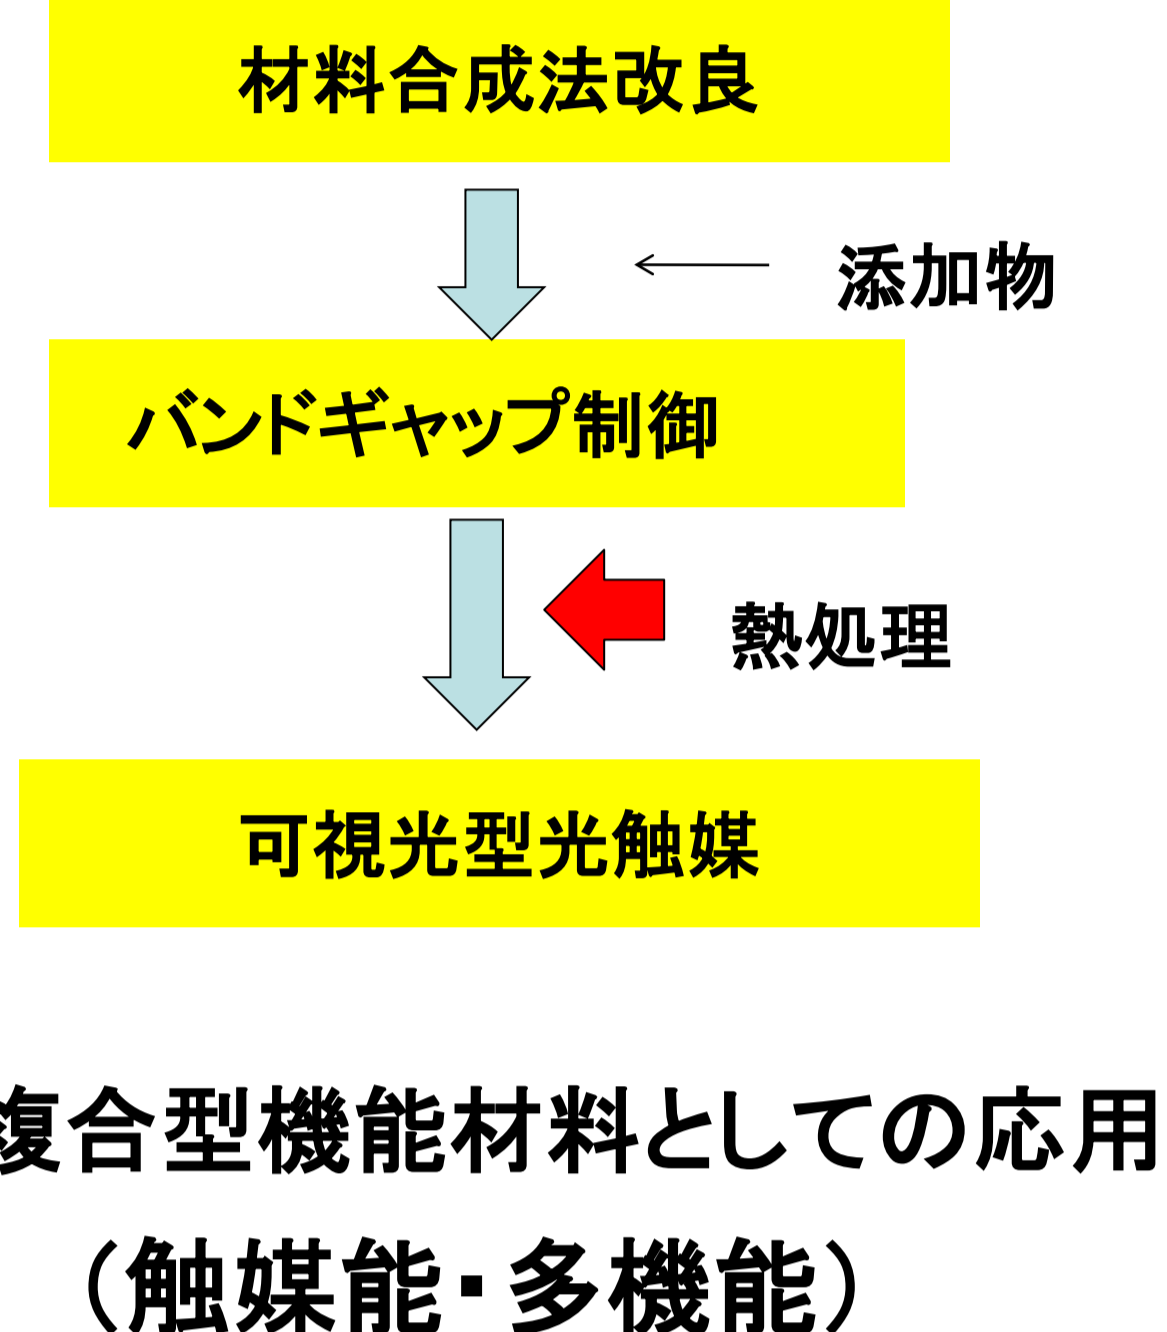 材料合成法改良
添加物
バンドギャップ制御
熱処理
可視光型光触媒
複合型機能材料としての応用
（触媒能・多機能）